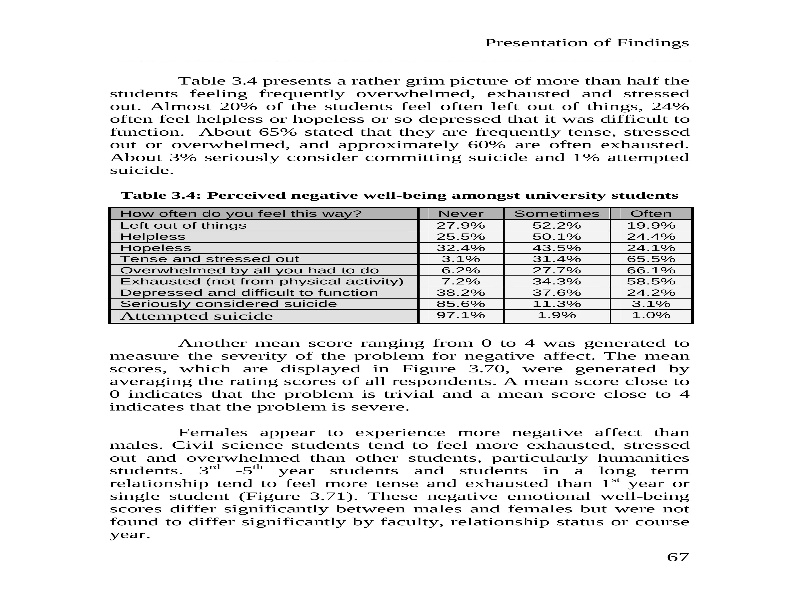 Presentation of Findings
Table 3.4 presents a rather grim picture of more than half the
students feeling frequently overwhelmed, exhausted and stressed
out. Almost 20% of the students feel often left out of things, 24%
often feel helpless or hopeless or so depressed that it was difficult to
function. About 65% stated that they are frequently tense, stressed
out or overwhelmed, and approximately 60% are often exhausted.
About 3% seriously consider committing suicide and 1% attempted
suicide.
Table 3.4: Perceived negative well-being amongst university students
How often do you feel this way? Never Sometimes Often
Left out of things 27.9% 52.2% 19.9%
Helpless 25.5% 50.1% 24.4%
Hopeless 32.4% 43.5% 24.1%
Tense and stressed out 3.1% 31.4% 65.5%
Overwhelmed by all you had to do 6.2% 27.7% 66.1%
Exhausted (not from physical activity) 7.2% 34.3% 58.5%
Depressed and difficult to function 38.2% 37.6% 24.2%
Seriously considered suicide 85.6% 11.3% 3.1%
Attempted suicide 97.1% 1.9% 1.0%
Another mean score ranging from 0 to 4 was generated to
measure the severity of the problem for negative affect. The mean
scores, which are displayed in Figure 3.70, were generated by
averaging the rating scores of all respondents. A mean score close to
0 indicates that the problem is trivial and a mean score close to 4
indicates that the problem is severe.
Females appear to experience more negative affect than
males. Civil science students tend to feel more exhausted, stressed
out and overwhelmed than other students, particularly humanities
students. 3rd -5th year students and students in a long term
relationship tend to feel more tense and exhausted than 1st year or
single student (Figure 3.71). These negative emotional well-being
scores differ significantly between males and females but were not
found to differ significantly by faculty, relationship status or course
year.
67